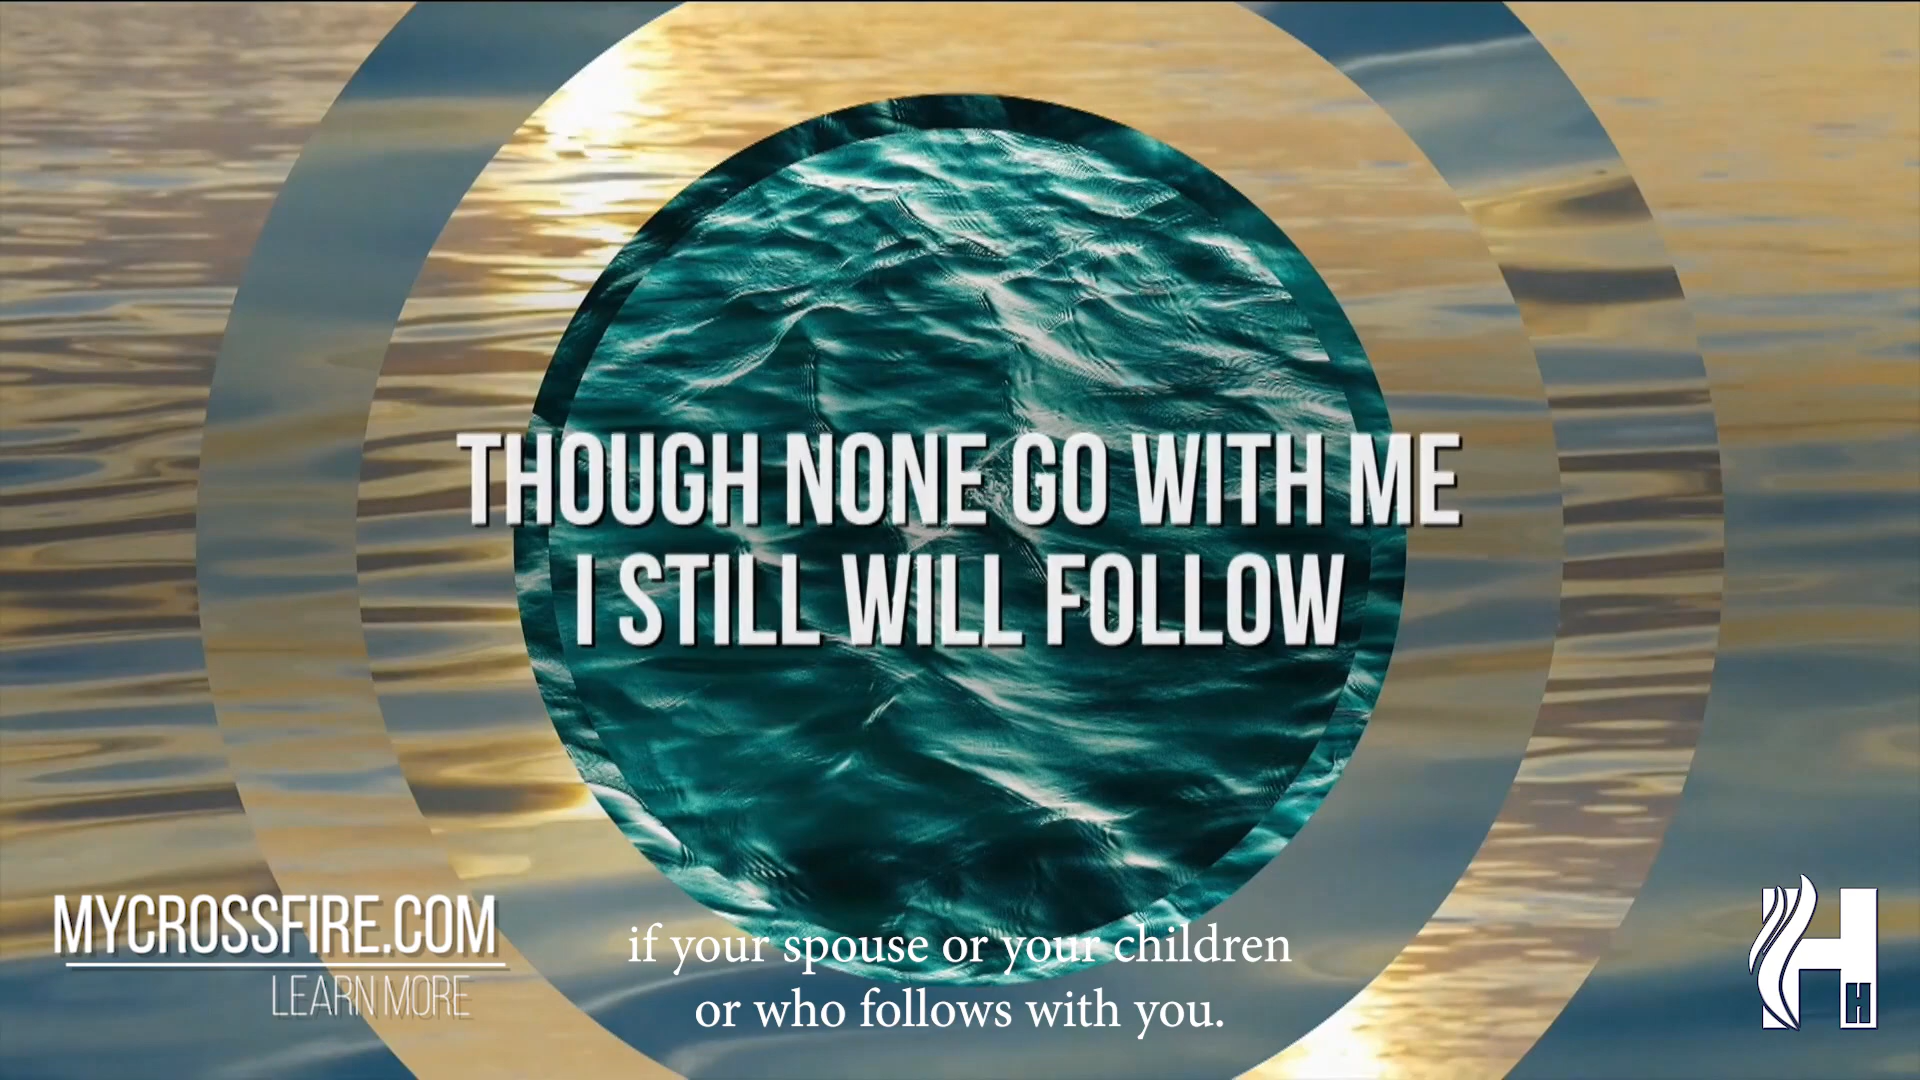 THOUGH NONE GO WITH ME
I STILL WILL FOLLOW
MYCROSSFIRE.COM
LEARN MORE
if your spouse or your children
or who follows with you.
H
H